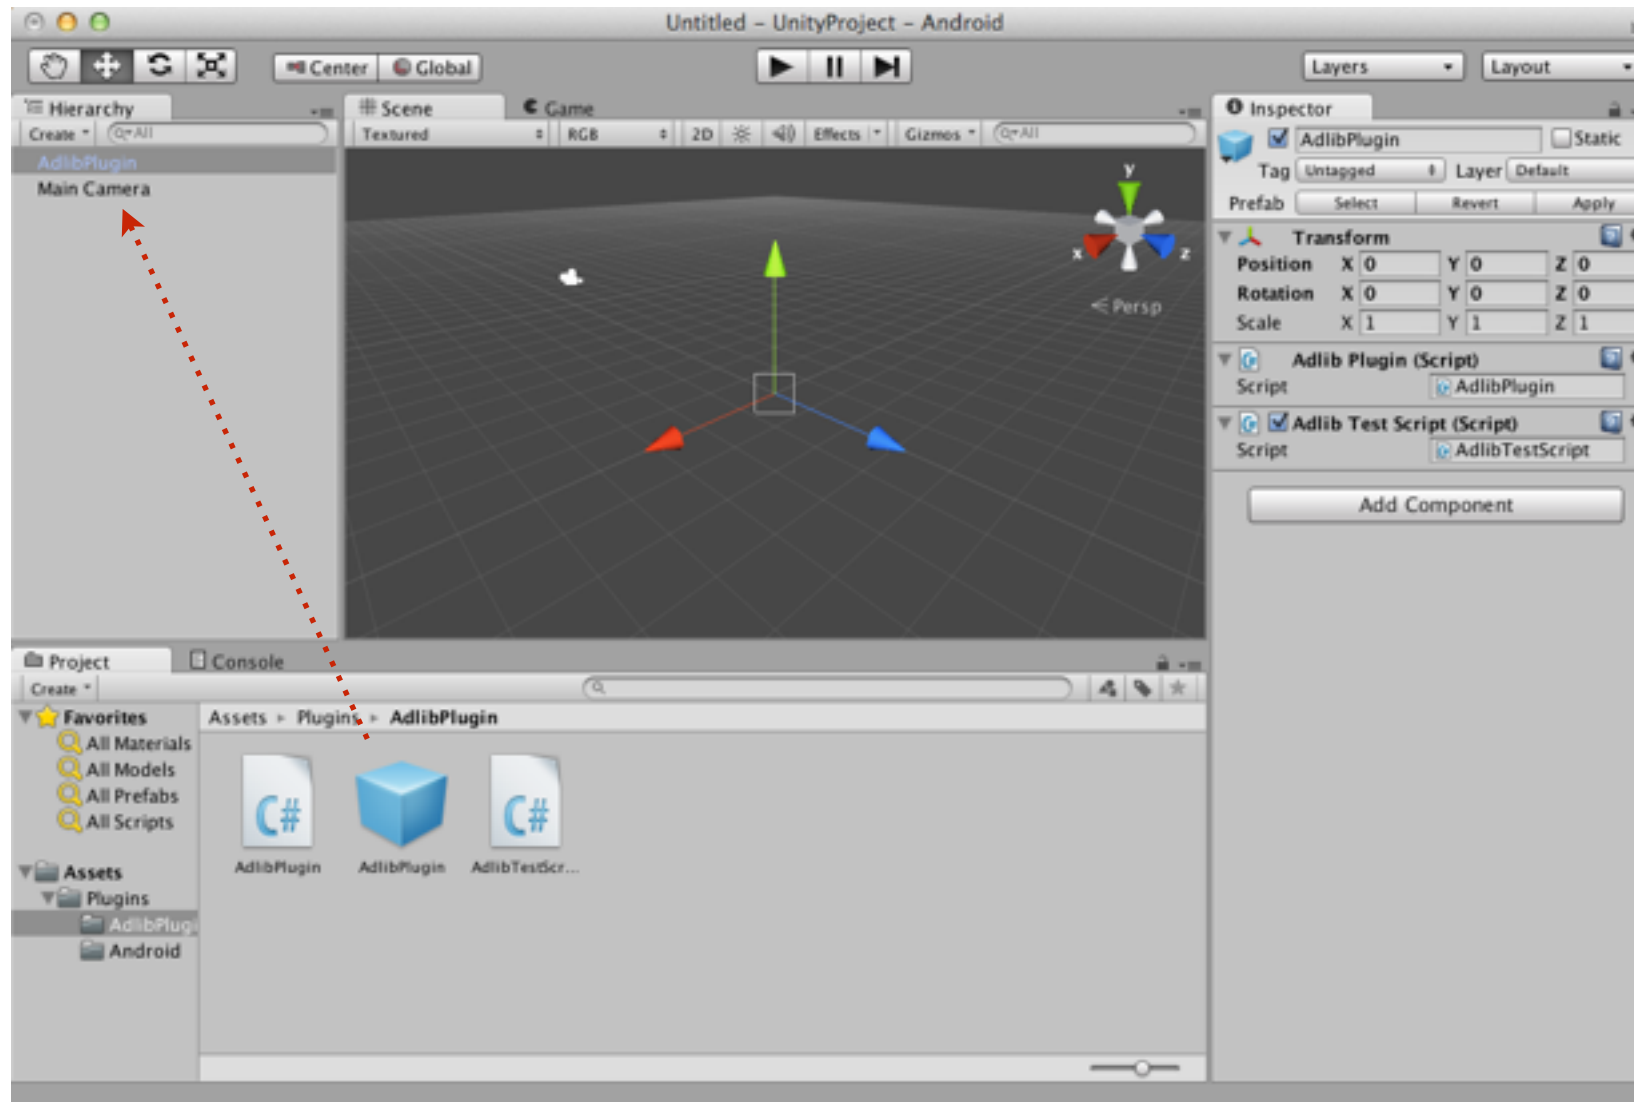 Untitled – UnityProject – Android
Center Global
Layers Layout
Hierarchy
Create All
AdlibPlugin
Main Camera
Scene Game
Textured RGB 2D Effects Gizmos All
y
x z
Persp
Inspector
AdlibPlugin Static
Tag Untagged Layer Default
Prefab Select Revert Apply
Transform
Position X 0 Y 0 Z 0
Rotation X 0 Y 0 Z 0
Scale X 1 Y 1 Z 1
Adlib Plugin (Script)
Script AdlibPlugin
Adlib Test Script (Script)
Script AdlibTestScript
Add Component
Project Console
Create
Favorites
All Materials
All Models
All Prefabs
All Scripts
Assets
Plugins
AdlibPlugi
Android
Assets Plugins AdlibPlugin
C# C#
AdlibPlugin AdlibPlugin AdlibTestScr...